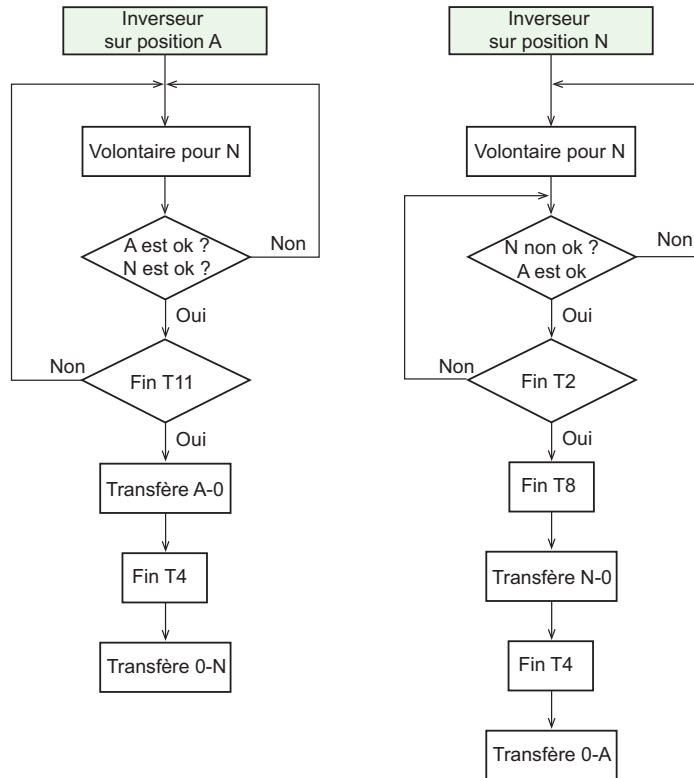 Inverseur
sur position A
Volontaire pour N
A est ok ?
N est ok ?
Non
Oui
Non
Fin T11
Oui
Transfère A-0
Fin T4
Transfère 0-N
Inverseur
sur position N
Volontaire pour N
N non ok ?
A est ok
Non
Oui
Non
Fin T2
Oui
Fin T8
Transfère N-0
Fin T4
Transfère 0-A